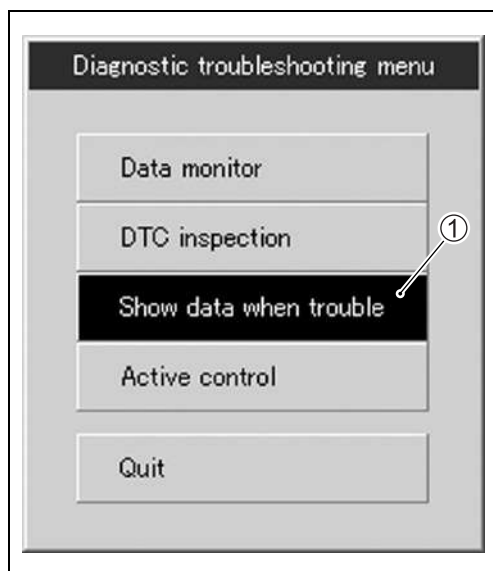 Diagnostic troubleshooting menu
Data monitor
DTC inspection
1
Show data when trouble
Active control
Quit